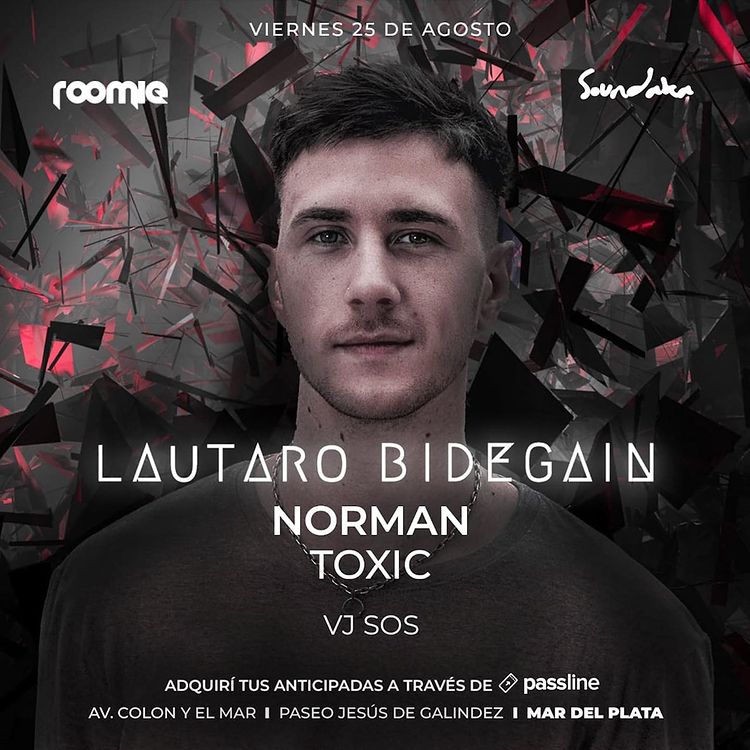 VIERNES 25 DE AGOSTO
roomie
Soundaka
LAUTARO BIDEGAIN
NORMAN
TOXIC
VJ SOS
ADQUIRÍ TUS ANTICIPADAS A TRAVÉS DE passline
AV. COLON Y EL MAR I PASEO JESÚS DE GALINDEZ I MAR DEL PLATA